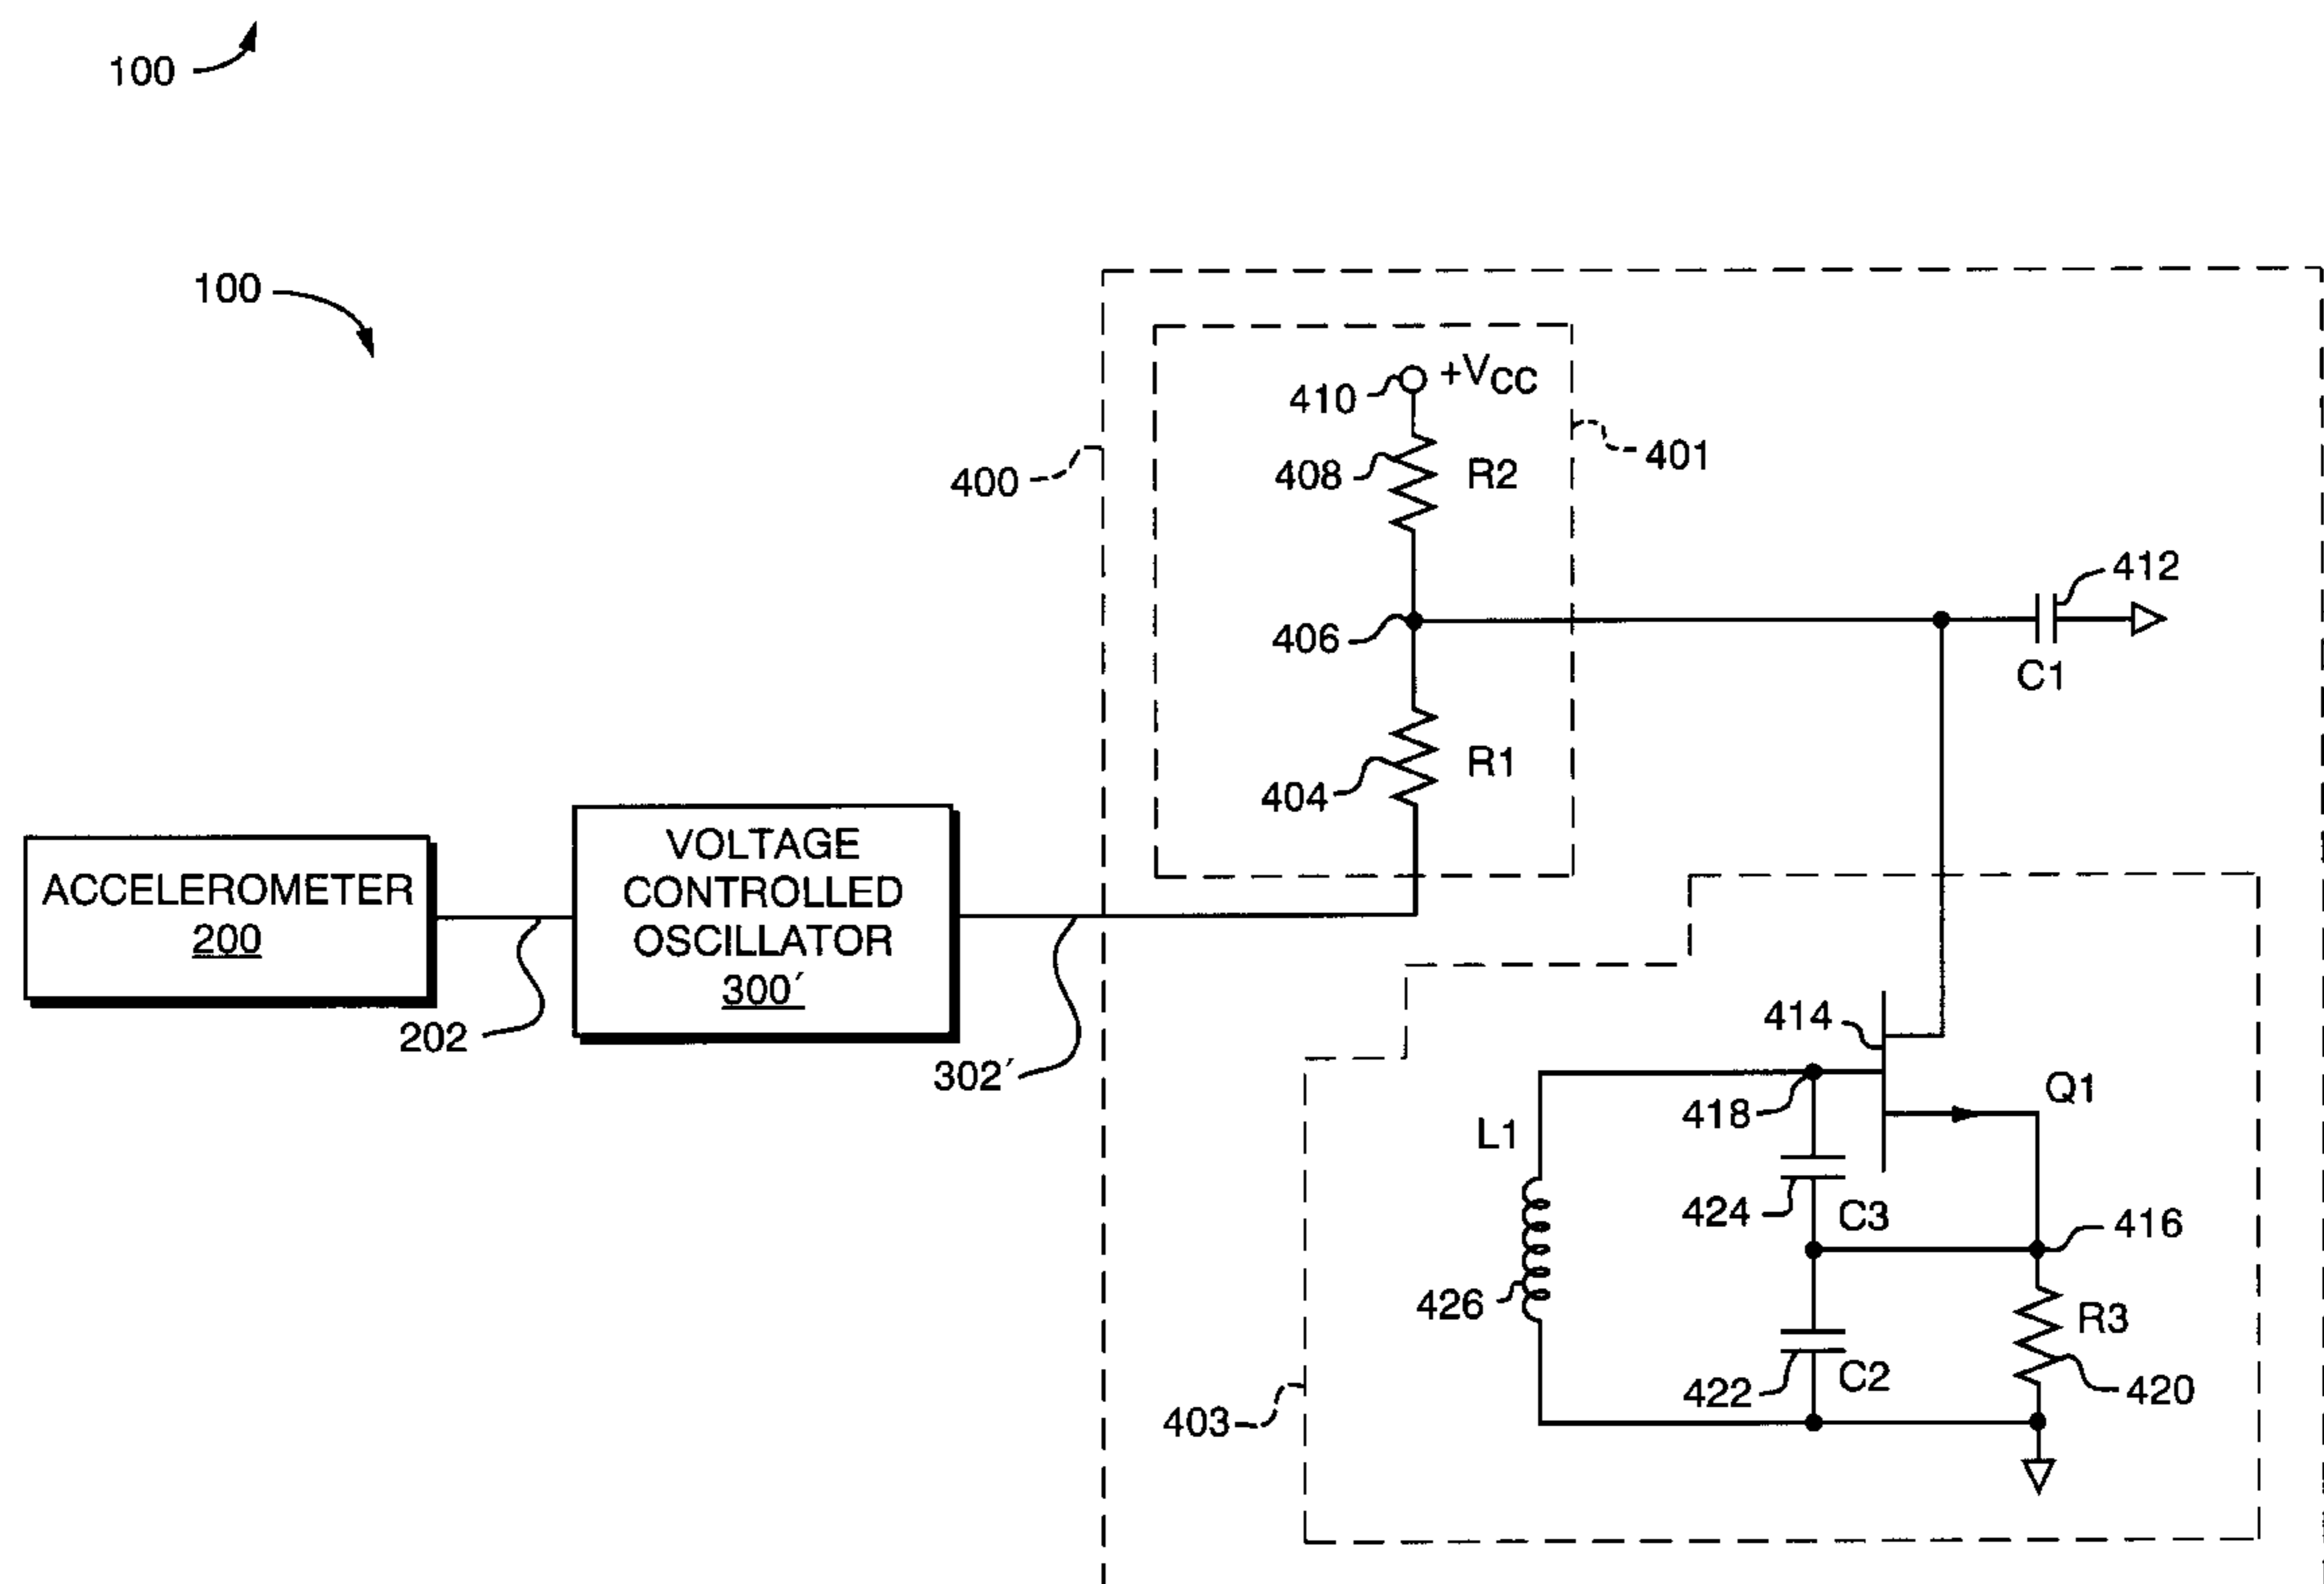 100
100
410
+VCC
400
408
R2
401
412
406
C1
R1
404
VOLTAGE
CONTROLLED
OSCILLATOR
300′
ACCELEROMETER
200
202
302′
414
Q1
418
L1
424
C3
416
426
R3
422
C2
420
403